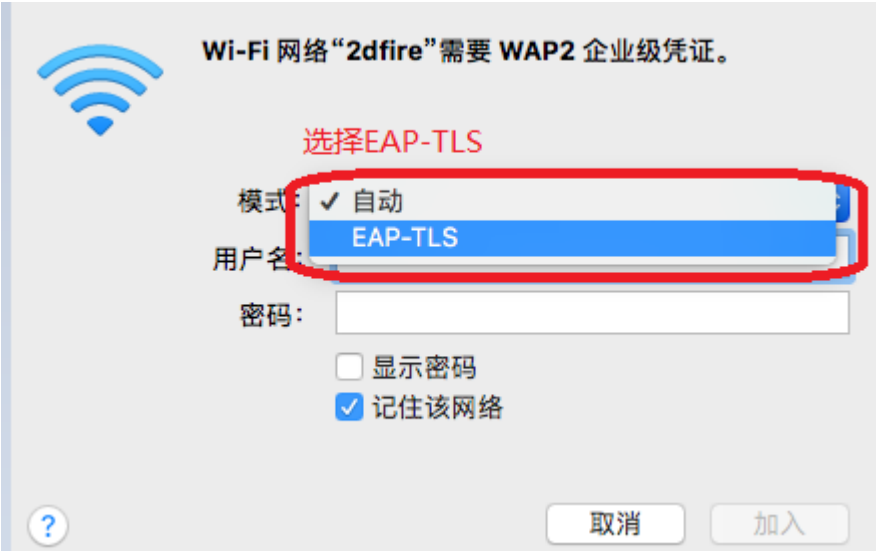 Wi-Fi 网络“2dfire”需要 WAP2 企业级凭证。
选择EAP-TLS
模式: ✓ 自动
EAP-TLS
用户名:
密码:
显示密码
记住该网络
? 取消 加入